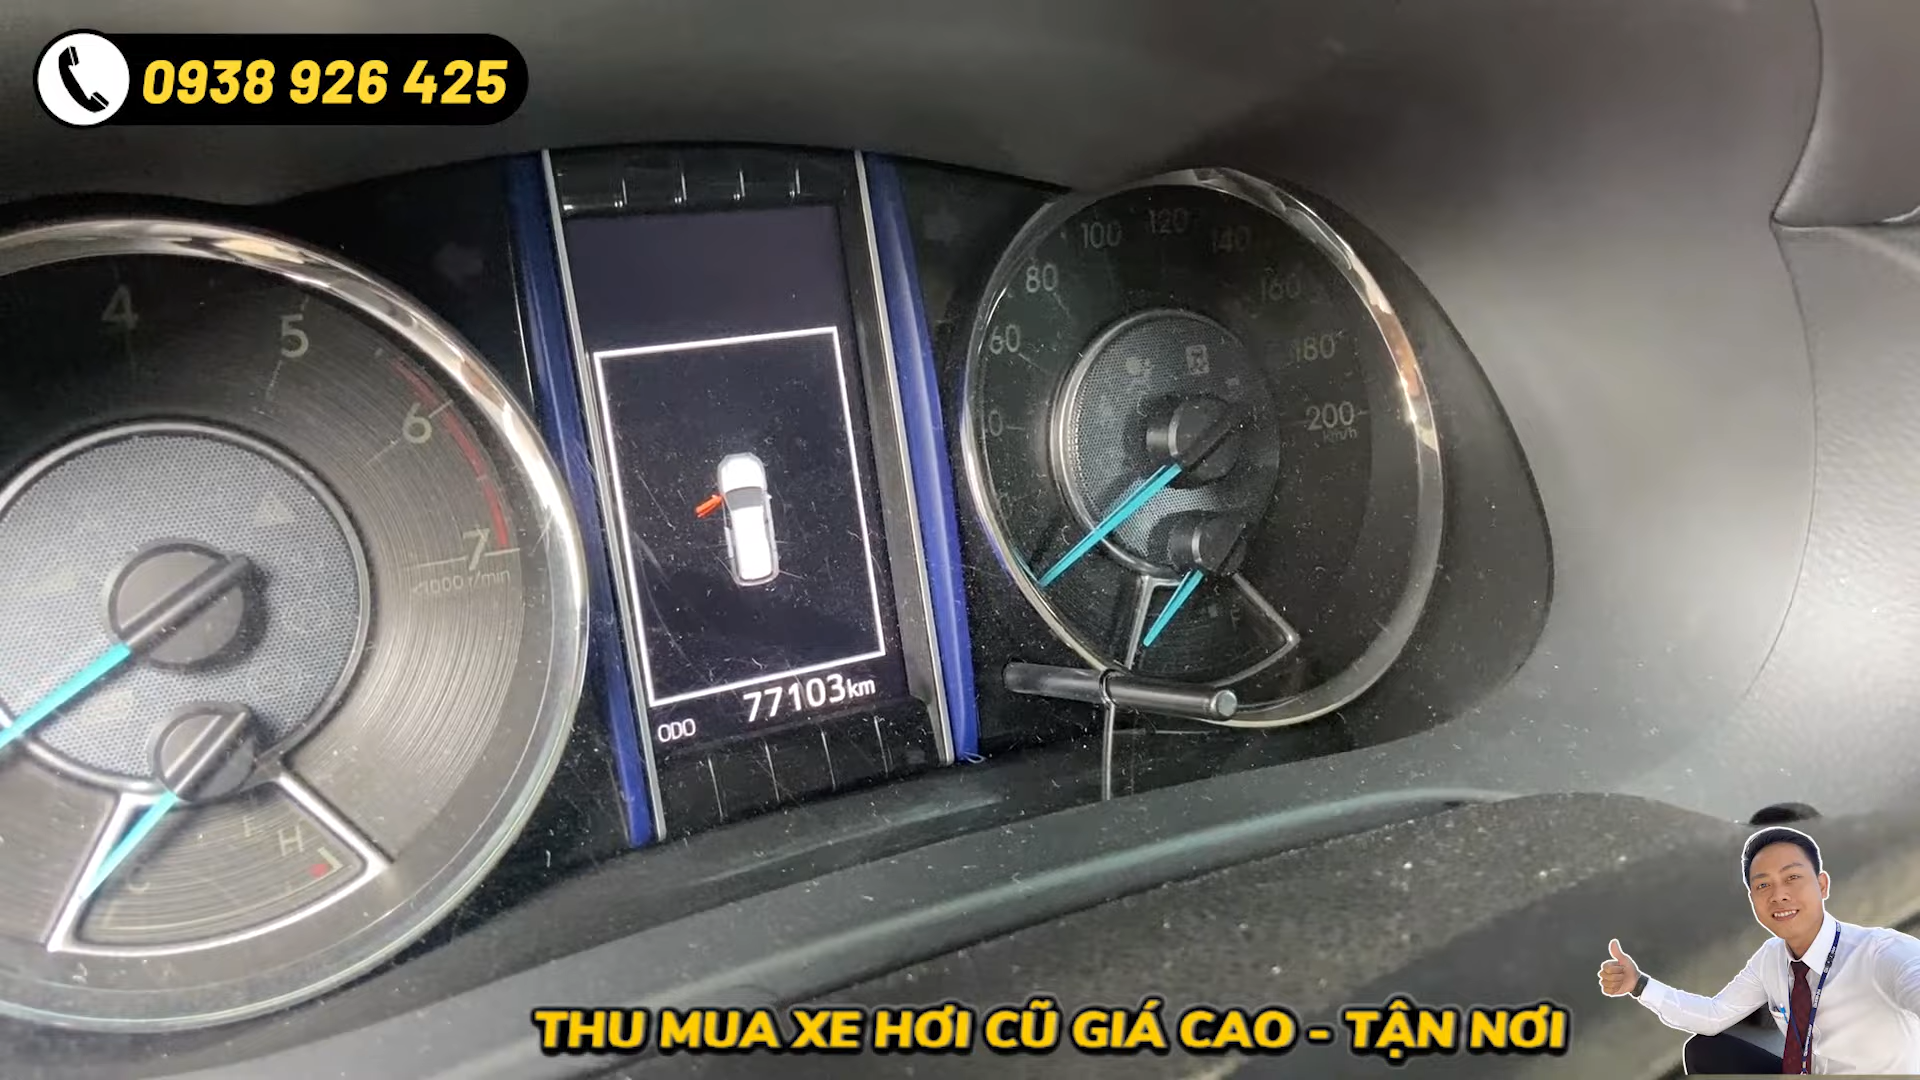 0938 926 425
4
5
6
7
x1000 r/min
H
77103km
ODO
60
80
100
120
140
160
180
200
km/h
F
THU MUA XE HƠI CŨ GIÁ CAO - TẬN NƠI